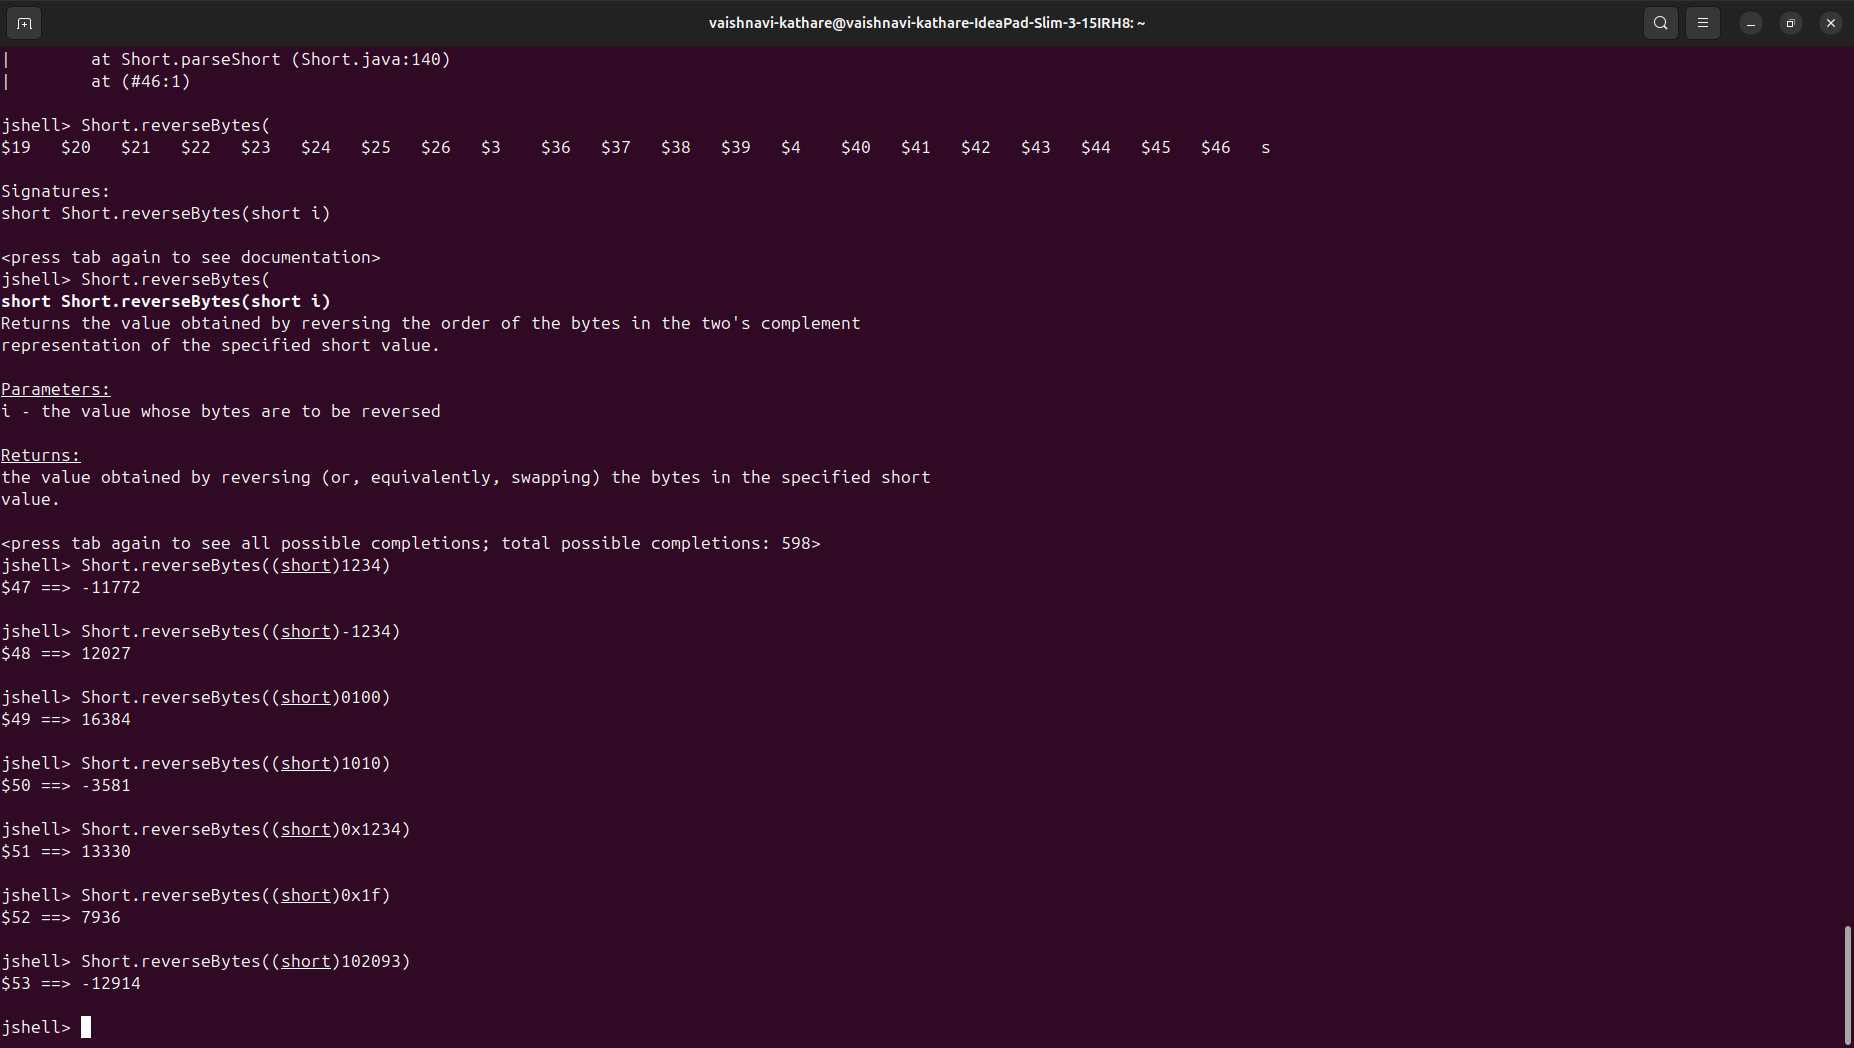 vaishnavi-kathare@vaishnavi-kathare-IdeaPad-Slim-3-15IRH8: ~
|        at Short.parseShort (Short.java:140)
|        at (#46:1)
jshell> Short.reverseBytes(
$19   $20   $21   $22   $23   $24   $25   $26   $3    $36   $37   $38   $39   $4    $40   $41   $42   $43   $44   $45   $46   s
Signatures:
short Short.reverseBytes(short i)
<press tab again to see documentation>
jshell> Short.reverseBytes(
short Short.reverseBytes(short i)
Returns the value obtained by reversing the order of the bytes in the two's complement
representation of the specified short value.
Parameters:
i - the value whose bytes are to be reversed
Returns:
the value obtained by reversing (or, equivalently, swapping) the bytes in the specified short
value.
<press tab again to see all possible completions; total possible completions: 598>
jshell> Short.reverseBytes((short)1234)
$47 ==> -11772
jshell> Short.reverseBytes((short)-1234)
$48 ==> 12027
jshell> Short.reverseBytes((short)0100)
$49 ==> 16384
jshell> Short.reverseBytes((short)1010)
$50 ==> -3581
jshell> Short.reverseBytes((short)0x1234)
$51 ==> 13330
jshell> Short.reverseBytes((short)0x1f)
$52 ==> 7936
jshell> Short.reverseBytes((short)102093)
$53 ==> -12914
jshell>